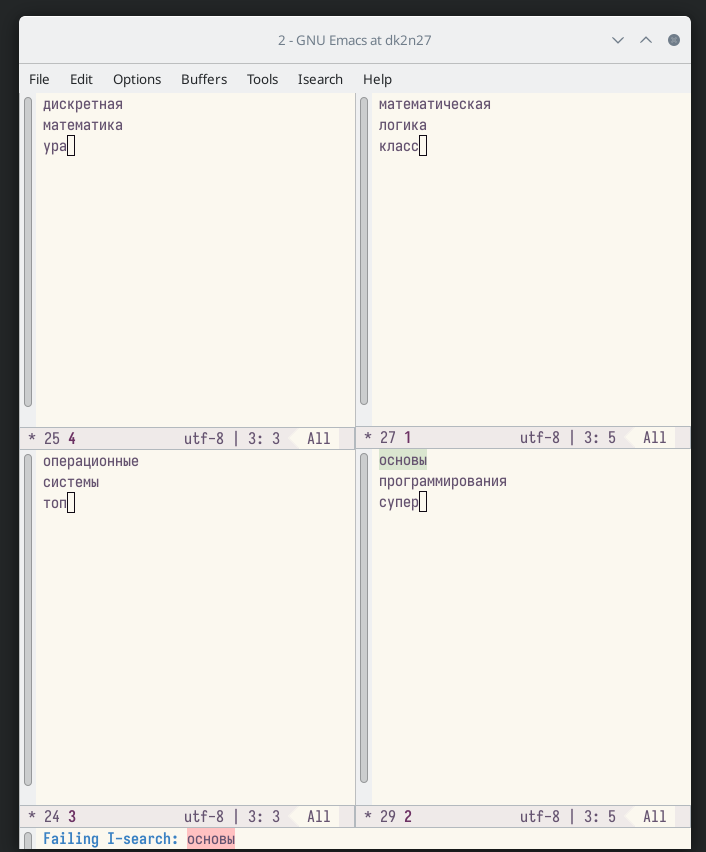 2 - GNU Emacs at dk2n27
File Edit Options Buffers Tools Isearch Help
дискретная
математика
ура
* 25 4 utf-8 | 3: 3 All
математическая
логика
класс
* 27 1 utf-8 | 3: 5 All
операционные
системы
топ
* 24 3 utf-8 | 3: 3 All
основы
программирования
супер
* 29 2 utf-8 | 3: 5 All
Failing I-search: основы